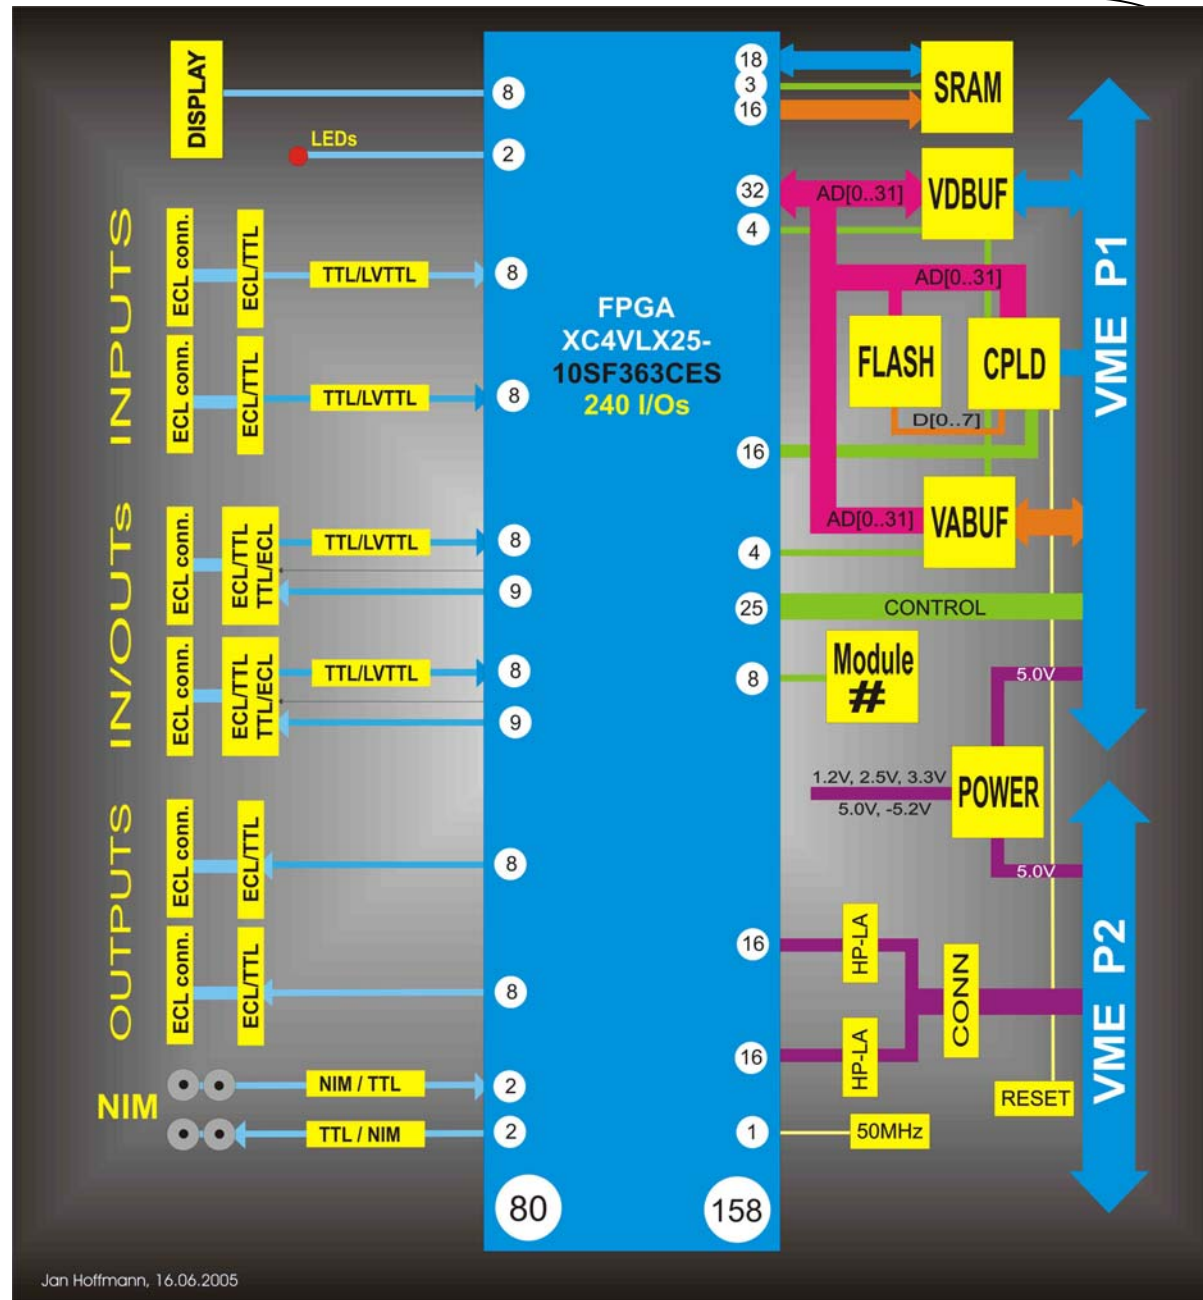 DISPLAY
8
LEDs
2
INPUTS
ECL conn.
ECL/TTL
TTL/LVTTL
8
ECL conn.
ECL/TTL
TTL/LVTTL
8
IN/OUTs
ECL conn.
ECL/TTL
TTL/ECL
TTL/LVTTL
8
9
ECL conn.
ECL/TTL
TTL/ECL
TTL/LVTTL
8
9
OUTPUTS
ECL conn.
ECL/TTL
8
ECL conn.
ECL/TTL
8
NIM
NIM / TTL
2
TTL / NIM
2
80
FPGA
XC4VLX25-
10SF363CES
240 I/Os
18
3
16
SRAM
32
AD[0..31]
VDBUF
4
AD[0..31]
FLASH
CPLD
D[0..7]
16
AD[0..31]
VABUF
4
25
CONTROL
8
Module
#
5.0V
1.2V, 2.5V, 3.3V
5.0V, -5.2V
POWER
5.0V
16
HP-LA
CONN
16
HP-LA
RESET
1
50MHz
158
VME P1
VME P2
Jan Hoffmann, 16.06.2005